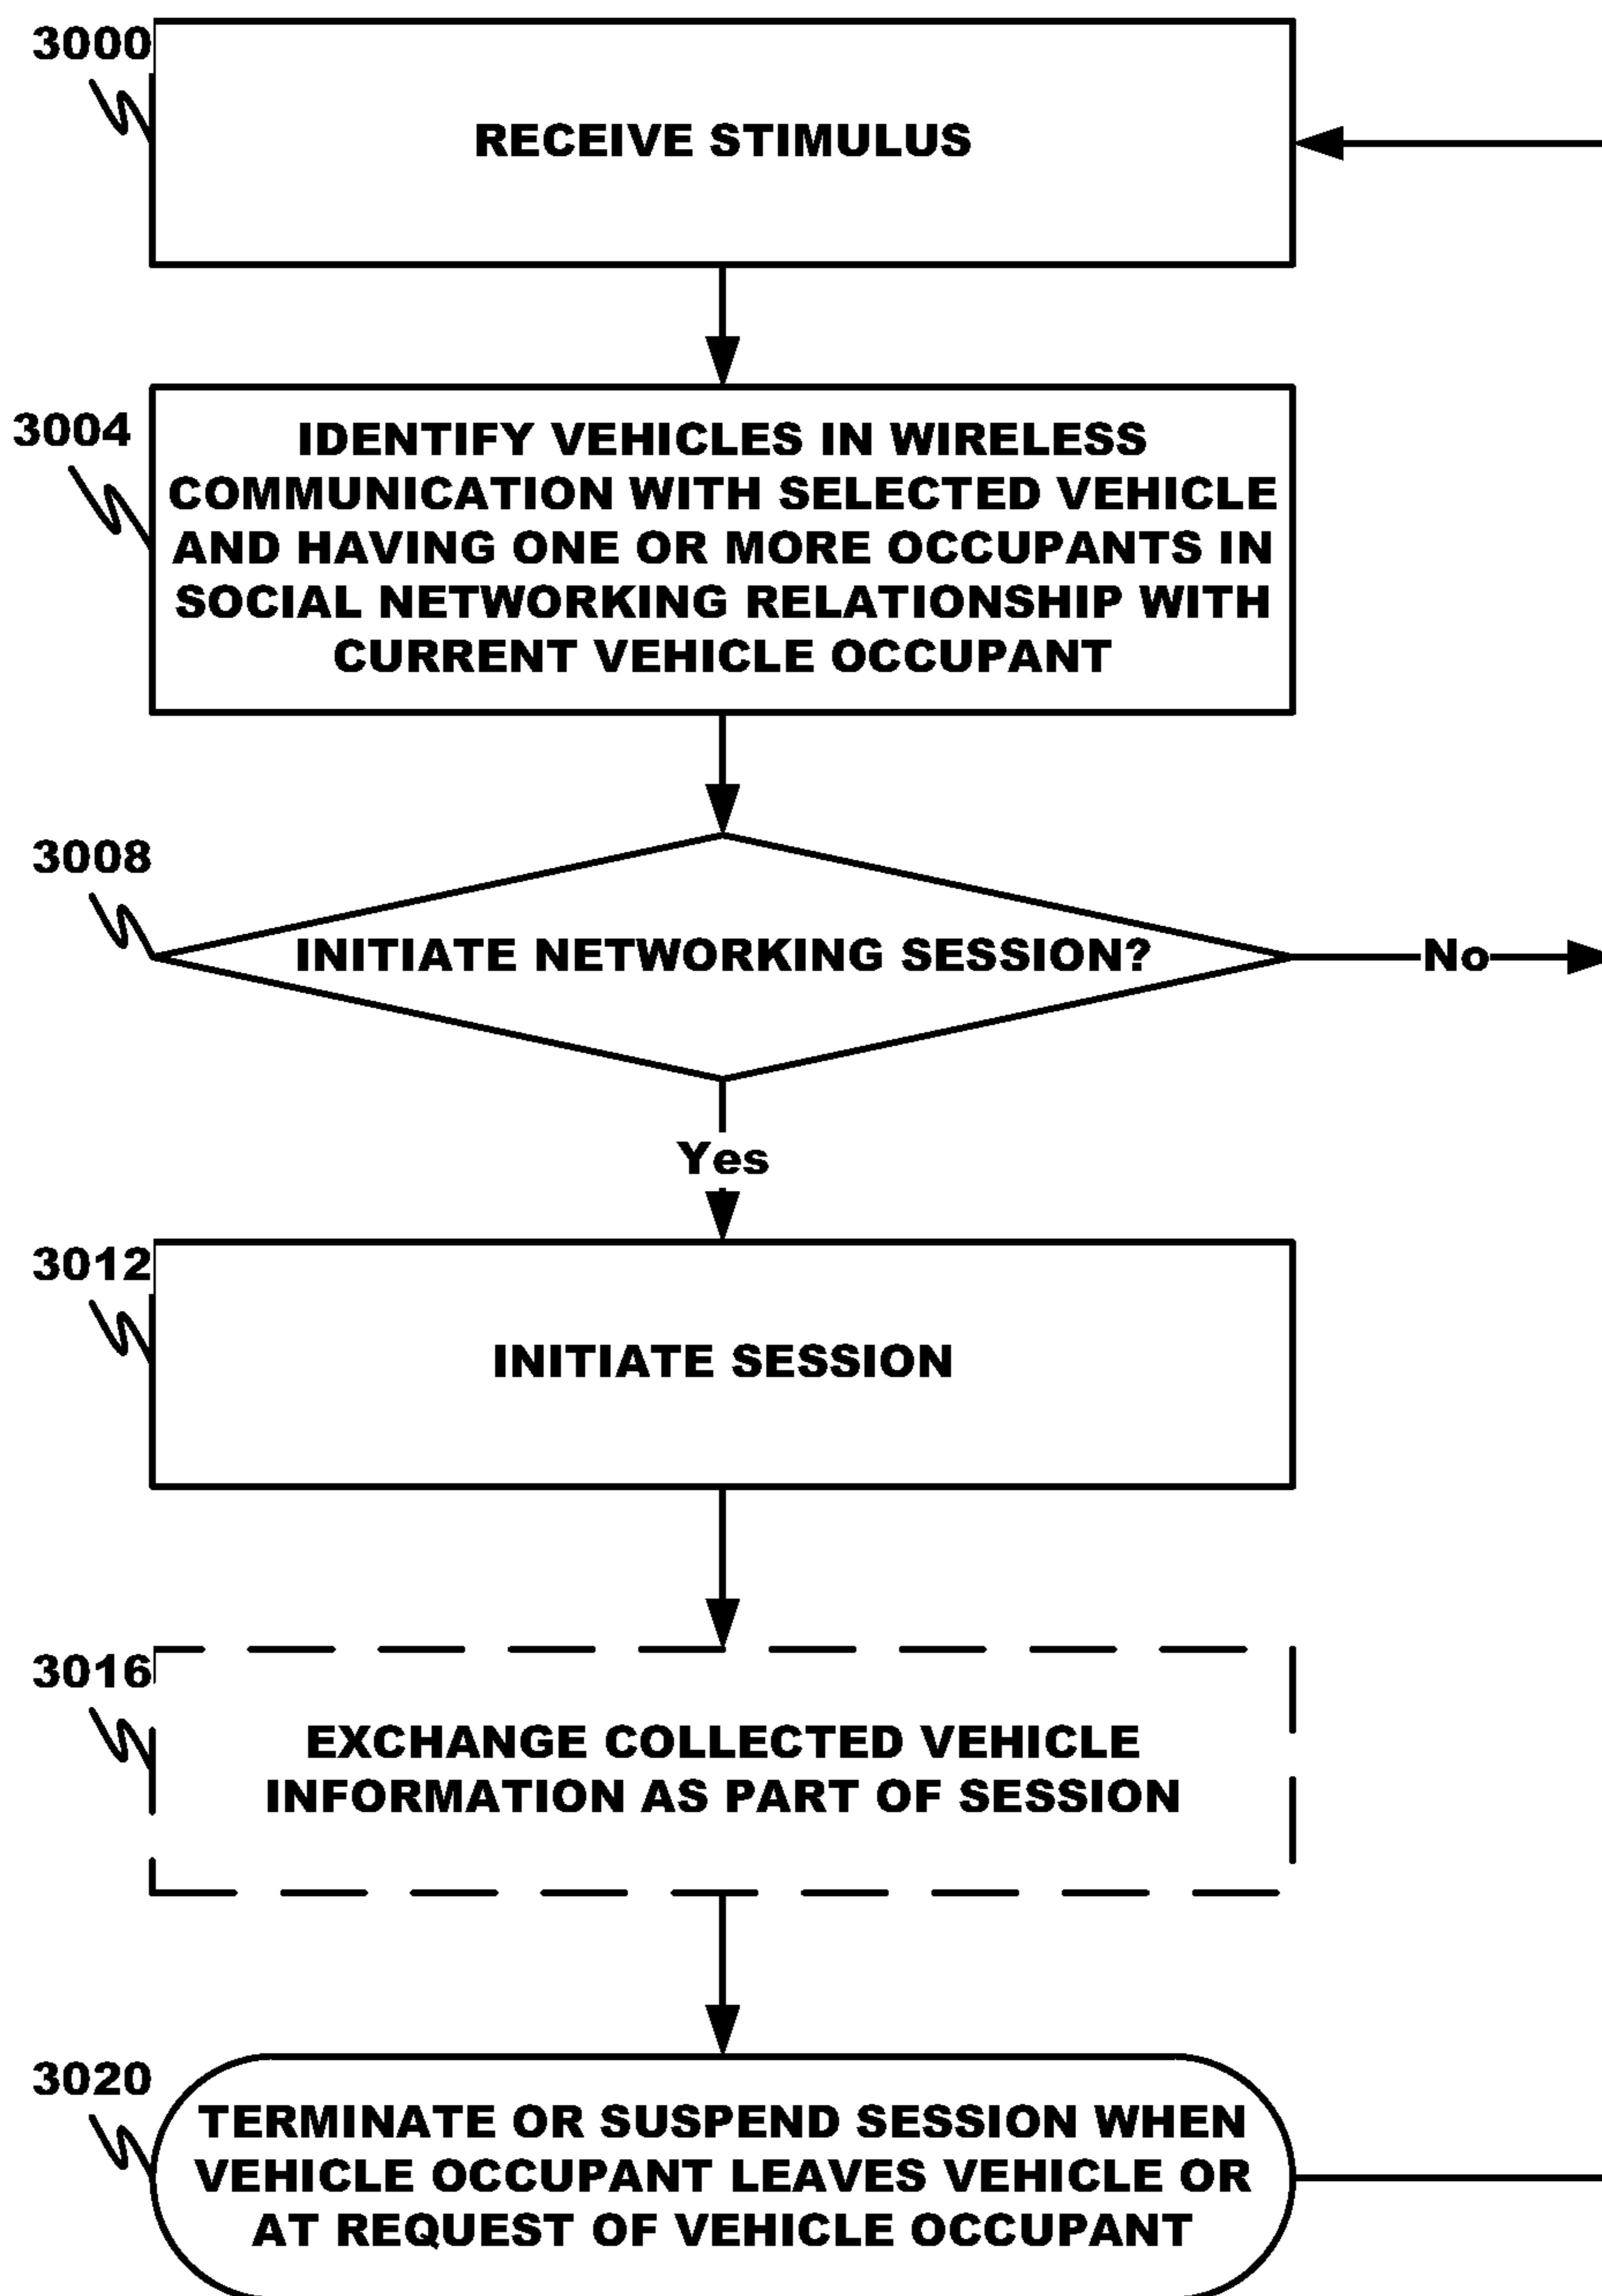 3000
RECEIVE STIMULUS
3004
IDENTIFY VEHICLES IN WIRELESS
COMMUNICATION WITH SELECTED VEHICLE
AND HAVING ONE OR MORE OCCUPANTS IN
SOCIAL NETWORKING RELATIONSHIP WITH
CURRENT VEHICLE OCCUPANT
3008
INITIATE NETWORKING SESSION?
No
Yes
3012
INITIATE SESSION
3016
EXCHANGE COLLECTED VEHICLE
INFORMATION AS PART OF SESSION
3020
TERMINATE OR SUSPEND SESSION WHEN
VEHICLE OCCUPANT LEAVES VEHICLE OR
AT REQUEST OF VEHICLE OCCUPANT